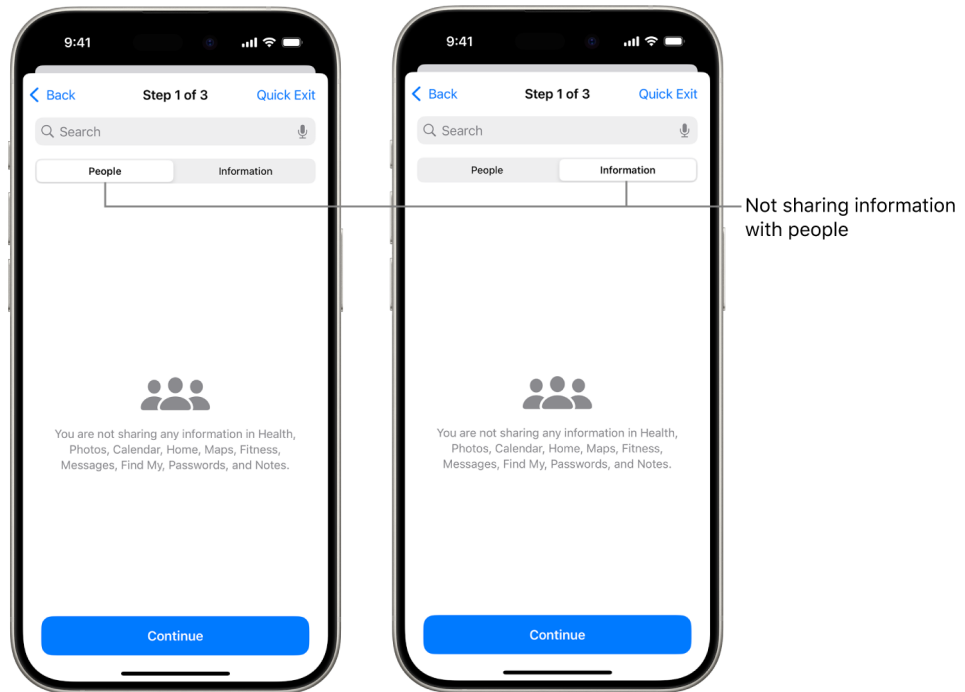 9:41
Back
Step 1 of 3
Quick Exit
Search
People
Information
You are not sharing any information in Health,
Photos, Calendar, Home, Maps, Fitness,
Messages, Find My, Passwords, and Notes.
Continue
9:41
Back
Step 1 of 3
Quick Exit
Search
People
Information
You are not sharing any information in Health,
Photos, Calendar, Home, Maps, Fitness,
Messages, Find My, Passwords, and Notes.
Continue
Not sharing information
with people